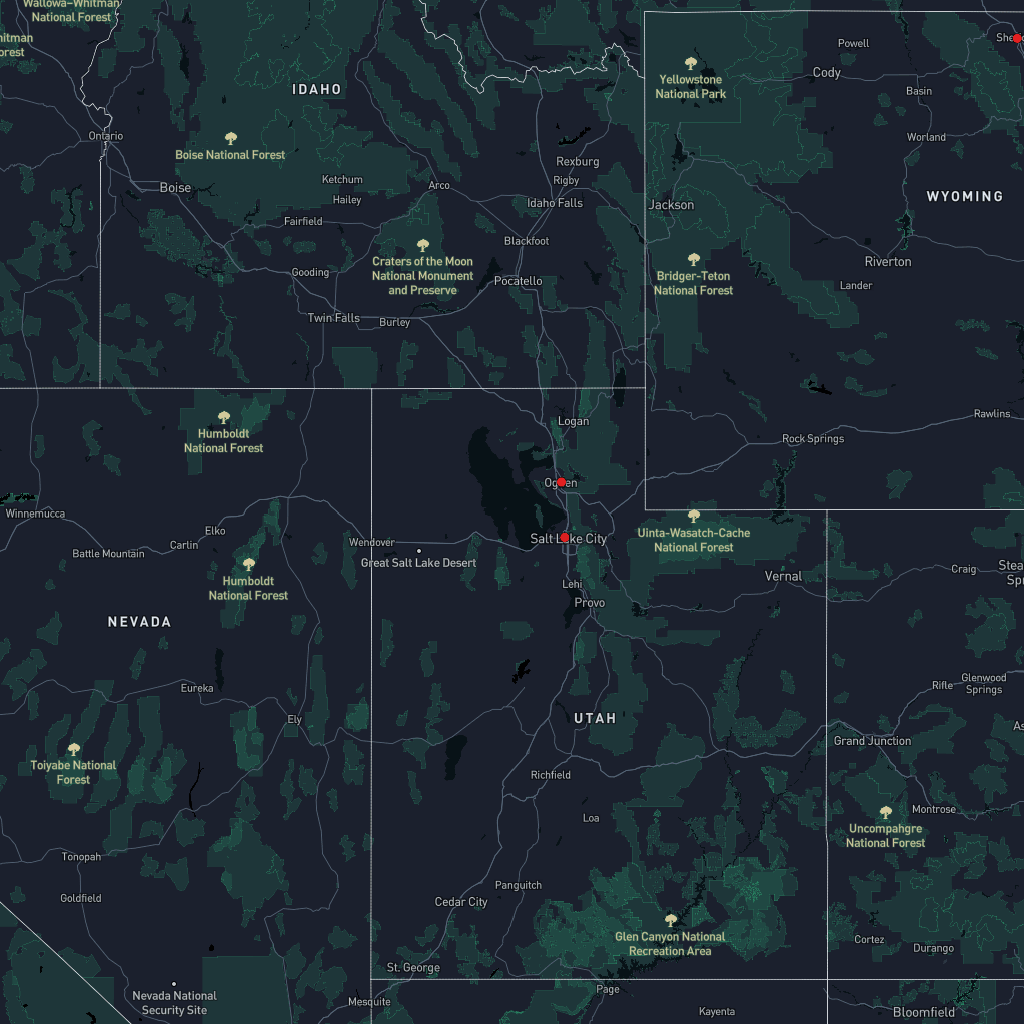 Wallowa-Whitman
National Forest
IDAHO
Powell
Cody
Yellowstone
National Park
Basin
Ontario
Worland
Boise National Forest
Rexburg
Ketchum
Rigby
Boise
Arco
Hailey
WYOMING
Idaho Falls
Jackson
Fairfield
Blackfoot
Craters of the Moon
National Monument
and Preserve
Riverton
Gooding
Bridger-Teton
National Forest
Pocatello
Lander
Twin Falls
Burley
Rawlins
Logan
Humboldt
National Forest
Rock Springs
Ogden
Winnemucca
Elko
Uinta-Wasatch-Cache
National Forest
Carlin
Wendover
Salt Lake City
Battle Mountain
Great Salt Lake Desert
Craig
Vernal
Humboldt
National Forest
Lehi
Provo
NEVADA
Glenwood
Springs
Rifle
Eureka
Ely
UTAH
Grand Junction
Toiyabe National
Forest
Richfield
Montrose
Loa
Uncompahgre
National Forest
Tonopah
Panguitch
Goldfield
Cedar City
Glen Canyon National
Recreation Area
Cortez
Durango
St. George
Page
Nevada National
Security Site
Mesquite
Kayenta
Bloomfield